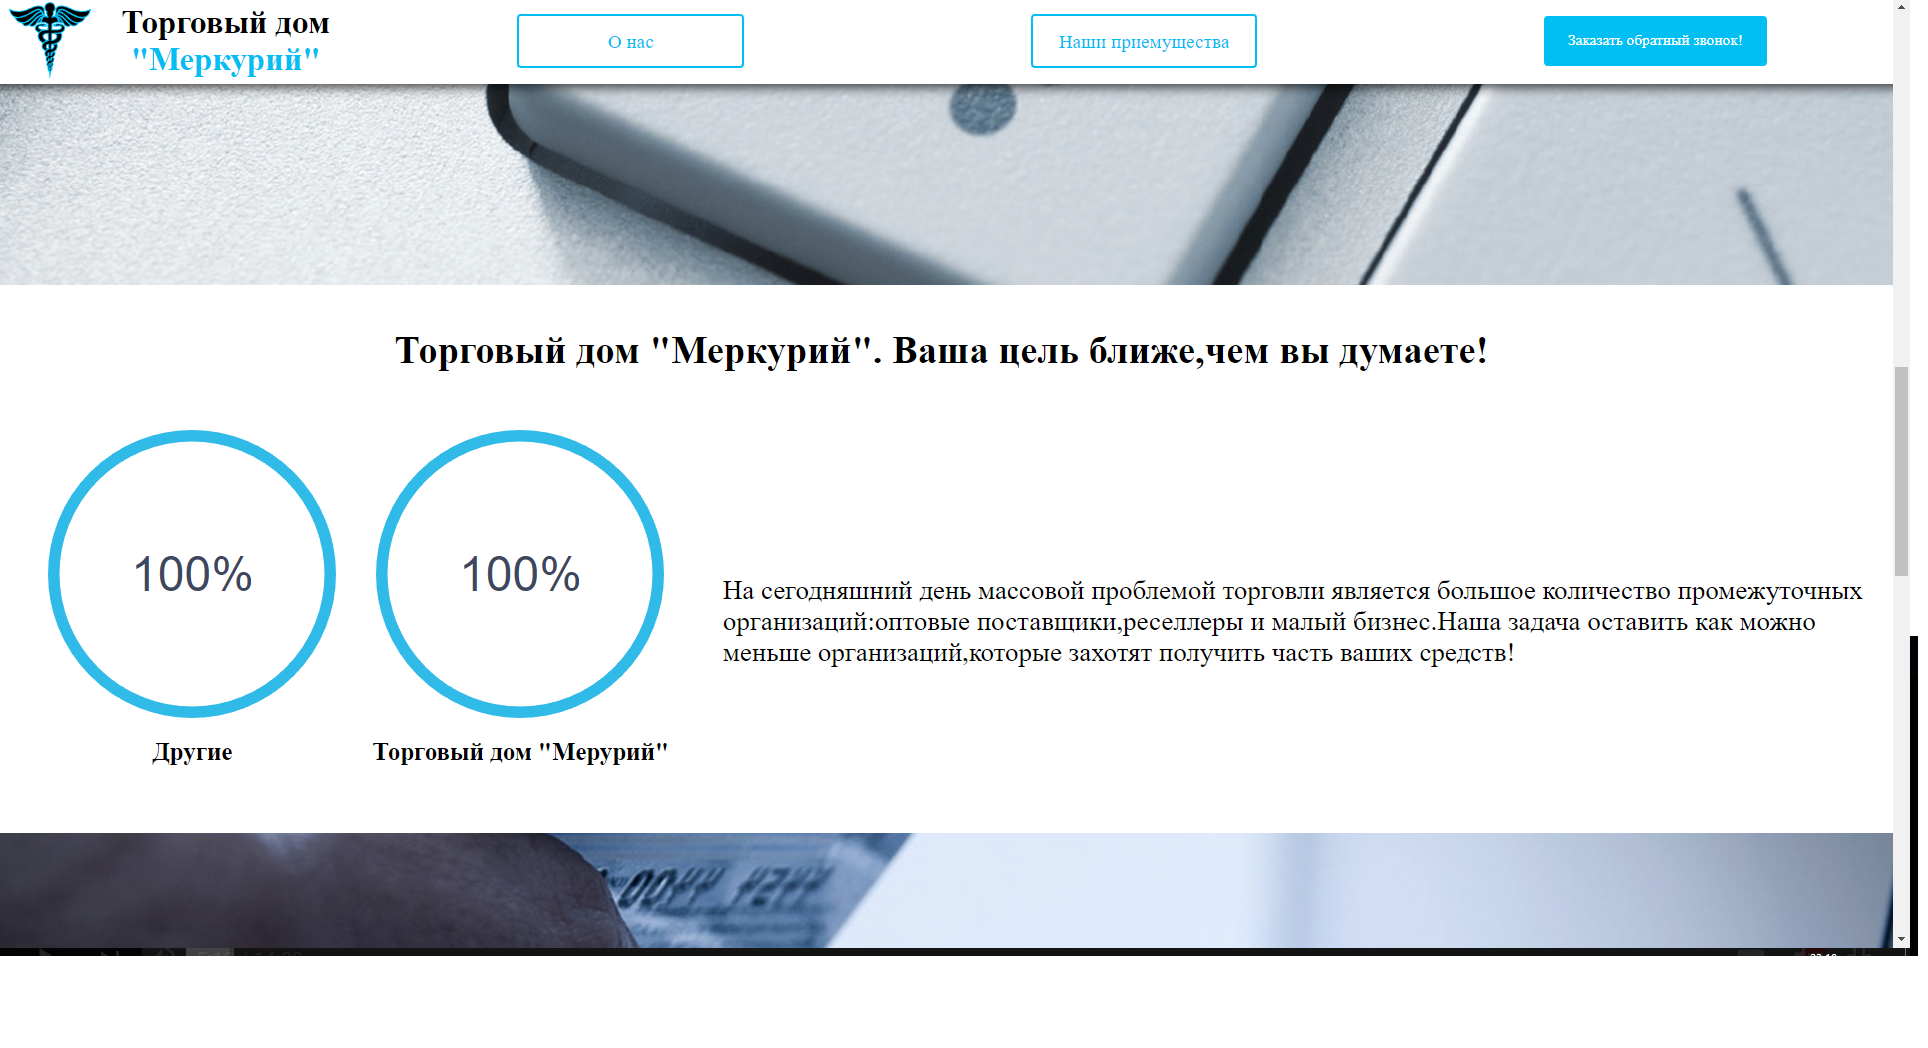 Торговый дом
"Меркурий"
О нас
Наши приемущества
Заказать обратный звонок!
Торговый дом "Меркурий". Ваша цель ближе,чем вы думаете!
100%
100%
На сегодняшний день массовой проблемой торговли является большое количество промежуточных
организаций:оптовые поставщики,реселлеры и малый бизнес.Наша задача оставить как можно
меньше организаций,которые захотят получить часть ваших средств!
Другие
Торговый дом "Мерурий"